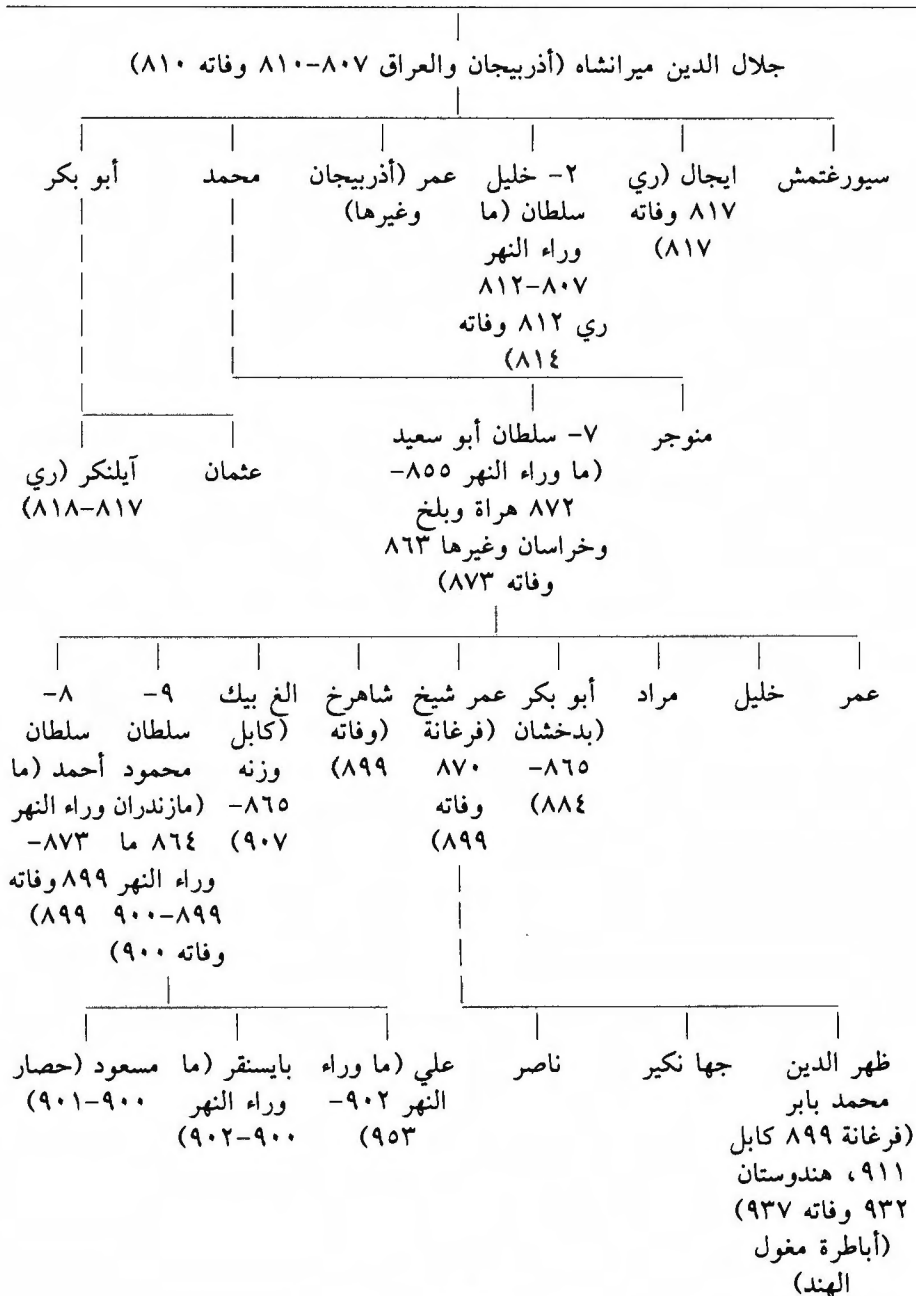 جلال الدين ميرانشاه (أذربيجان والعراق ٨٠٧-٨١٠ وفاته ٨١٠)
سيورغتمش
ايجال (ري
٨١٧ وفاته
٨١٧)
٢- خليل
سلطان (ما
وراء النهر
٨٠٧-٨١٢
ري ٨١٢ وفاته
٨١٤)
عمر (أذربيجان
وغيرها)
محمد
أبو بكر
منوجر
٧- سلطان أبو سعيد
(ما وراء النهر ٨٥٥-
٨٧٢ هراة وبلخ
وخراسان وغيرها ٨٦٣
وفاته ٨٧٣)
عثمان
آيلنكر (ري
٨١٧-٨١٨)
عمر
خليل
مراد
أبو بكر
(بدخشان
٨٦٥-
٨٨٤)
عمر شيخ
(فرغانة
٨٧٠
وفاته
٨٩٩)
شاهرخ
(وفاته
٨٩٩)
الغ بيك
(كابل
وزنه
٨٦٥-
٩٠٧)
٩-
سلطان
محمود
(مازندران
٨٦٤ ما
وراء النهر
٨٩٩-٩٠٠
وفاته ٩٠٠)
٨-
سلطان
أحمد (ما
وراء النهر
٨٧٣-
٨٩٩ وفاته
٨٩٩)
ظهر الدين
محمد بابر
(فرغانة ٨٩٩ كابل
٩١١، هندوستان
٩٣٢ وفاته ٩٣٧)
(أباطرة مغول
الهند)
جها نكير
ناصر
علي (ما وراء
النهر ٩٠٢-
٩٥٣)
بايسنقر (ما
وراء النهر
٩٠٠-٩٠٢)
مسعود (حصار
٩٠٠-٩٠١)